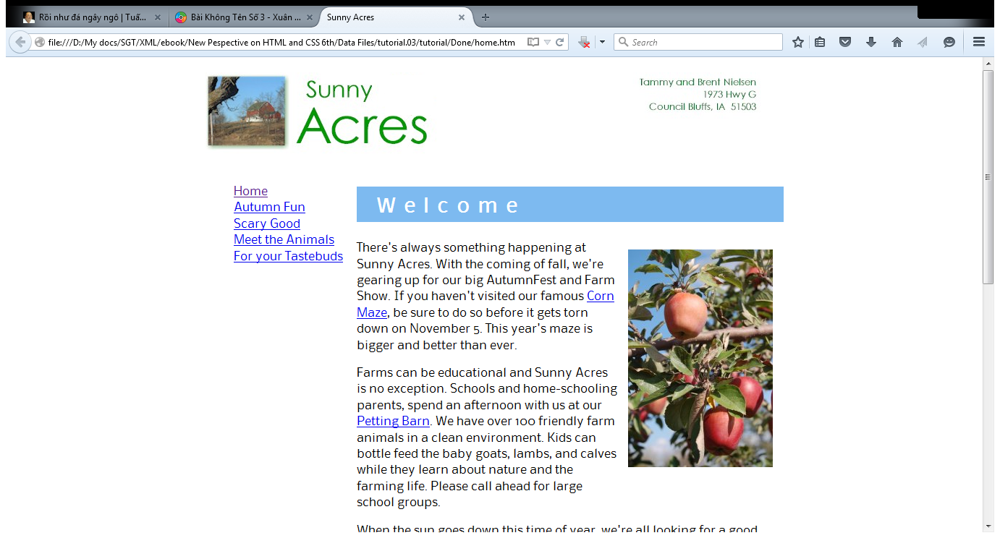 Rồi như đá ngây ngô | Tuấ...
Bài Không Tên Số 3 - Xuân ...
Sunny Acres
file:///D:/My docs/SGT/XML/ebook/New Pespective on HTML and CSS 6th/Data Files/tutorial.03/tutorial/Done/home.htm
Search
Sunny
Acres
Tammy and Brent Nielsen
1973 Hwy G
Council Bluffs, IA 51503
Home
Autumn Fun
Scary Good
Meet the Animals
For your Tastebuds
Welcome
There's always something happening at
Sunny Acres. With the coming of fall, we're
gearing up for our big AutumnFest and Farm
Show. If you haven't visited our famous Corn
Maze, be sure to do so before it gets torn
down on November 5. This year's maze is
bigger and better than ever.
Farms can be educational and Sunny Acres
is no exception. Schools and home-schooling
parents, spend an afternoon with us at our
Petting Barn. We have over 100 friendly farm
animals in a clean environment. Kids can
bottle feed the baby goats, lambs, and calves
while they learn about nature and the
farming life. Please call ahead for large
school groups.
When the sun goes down this time of year, we're all looking for a good